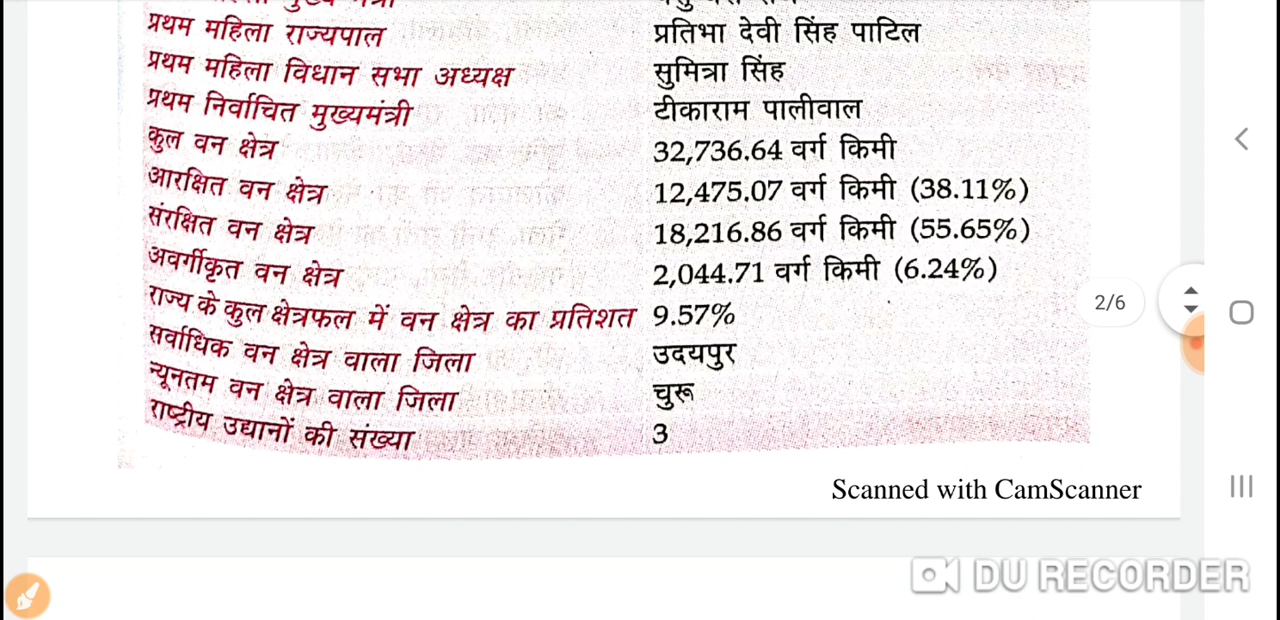 प्रथम महिला राज्यपाल प्रतिभा देवी सिंह पाटिल
प्रथम महिला विधान सभा अध्यक्ष सुमित्रा सिंह
प्रथम निर्वाचित मुख्यमंत्री टीकाराम पालीवाल
कुल वन क्षेत्र 32,736.64 वर्ग किमी
आरक्षित वन क्षेत्र 12,475.07 वर्ग किमी (38.11%)
संरक्षित वन क्षेत्र 18,216.86 वर्ग किमी (55.65%)
अवर्गीकृत वन क्षेत्र 2,044.71 वर्ग किमी (6.24%)
राज्य के कुल क्षेत्रफल में वन क्षेत्र का प्रतिशत 9.57%
सर्वाधिक वन क्षेत्र वाला जिला उदयपुर
न्यूनतम वन क्षेत्र वाला जिला चुरू
राष्ट्रीय उद्यानों की संख्या 3
2/6
Scanned with CamScanner
DU RECORDER